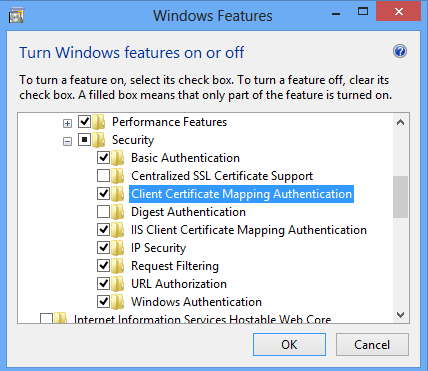 Windows Features
Turn Windows features on or off
To turn a feature on, select its check box. To turn a feature off, clear its
check box. A filled box means that only part of the feature is turned on.
Performance Features
Security
Basic Authentication
Centralized SSL Certificate Support
Client Certificate Mapping Authentication
Digest Authentication
IIS Client Certificate Mapping Authentication
IP Security
Request Filtering
URL Authorization
Windows Authentication
Internet Information Services Hostable Web Core
OK
Cancel